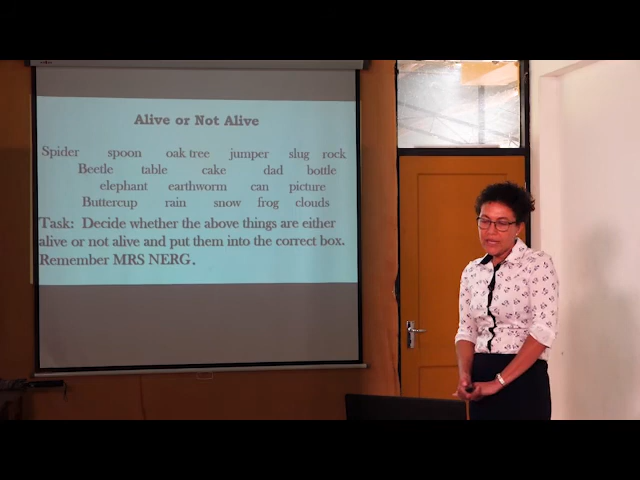 Alive or Not Alive
Spider spoon oak tree jumper slug rock
Beetle table cake dad bottle
elephant earthworm can picture
Buttercup rain snow frog clouds
Task: Decide whether the above things are either
alive or not alive and put them into the correct box.
Remember MRS NERG.